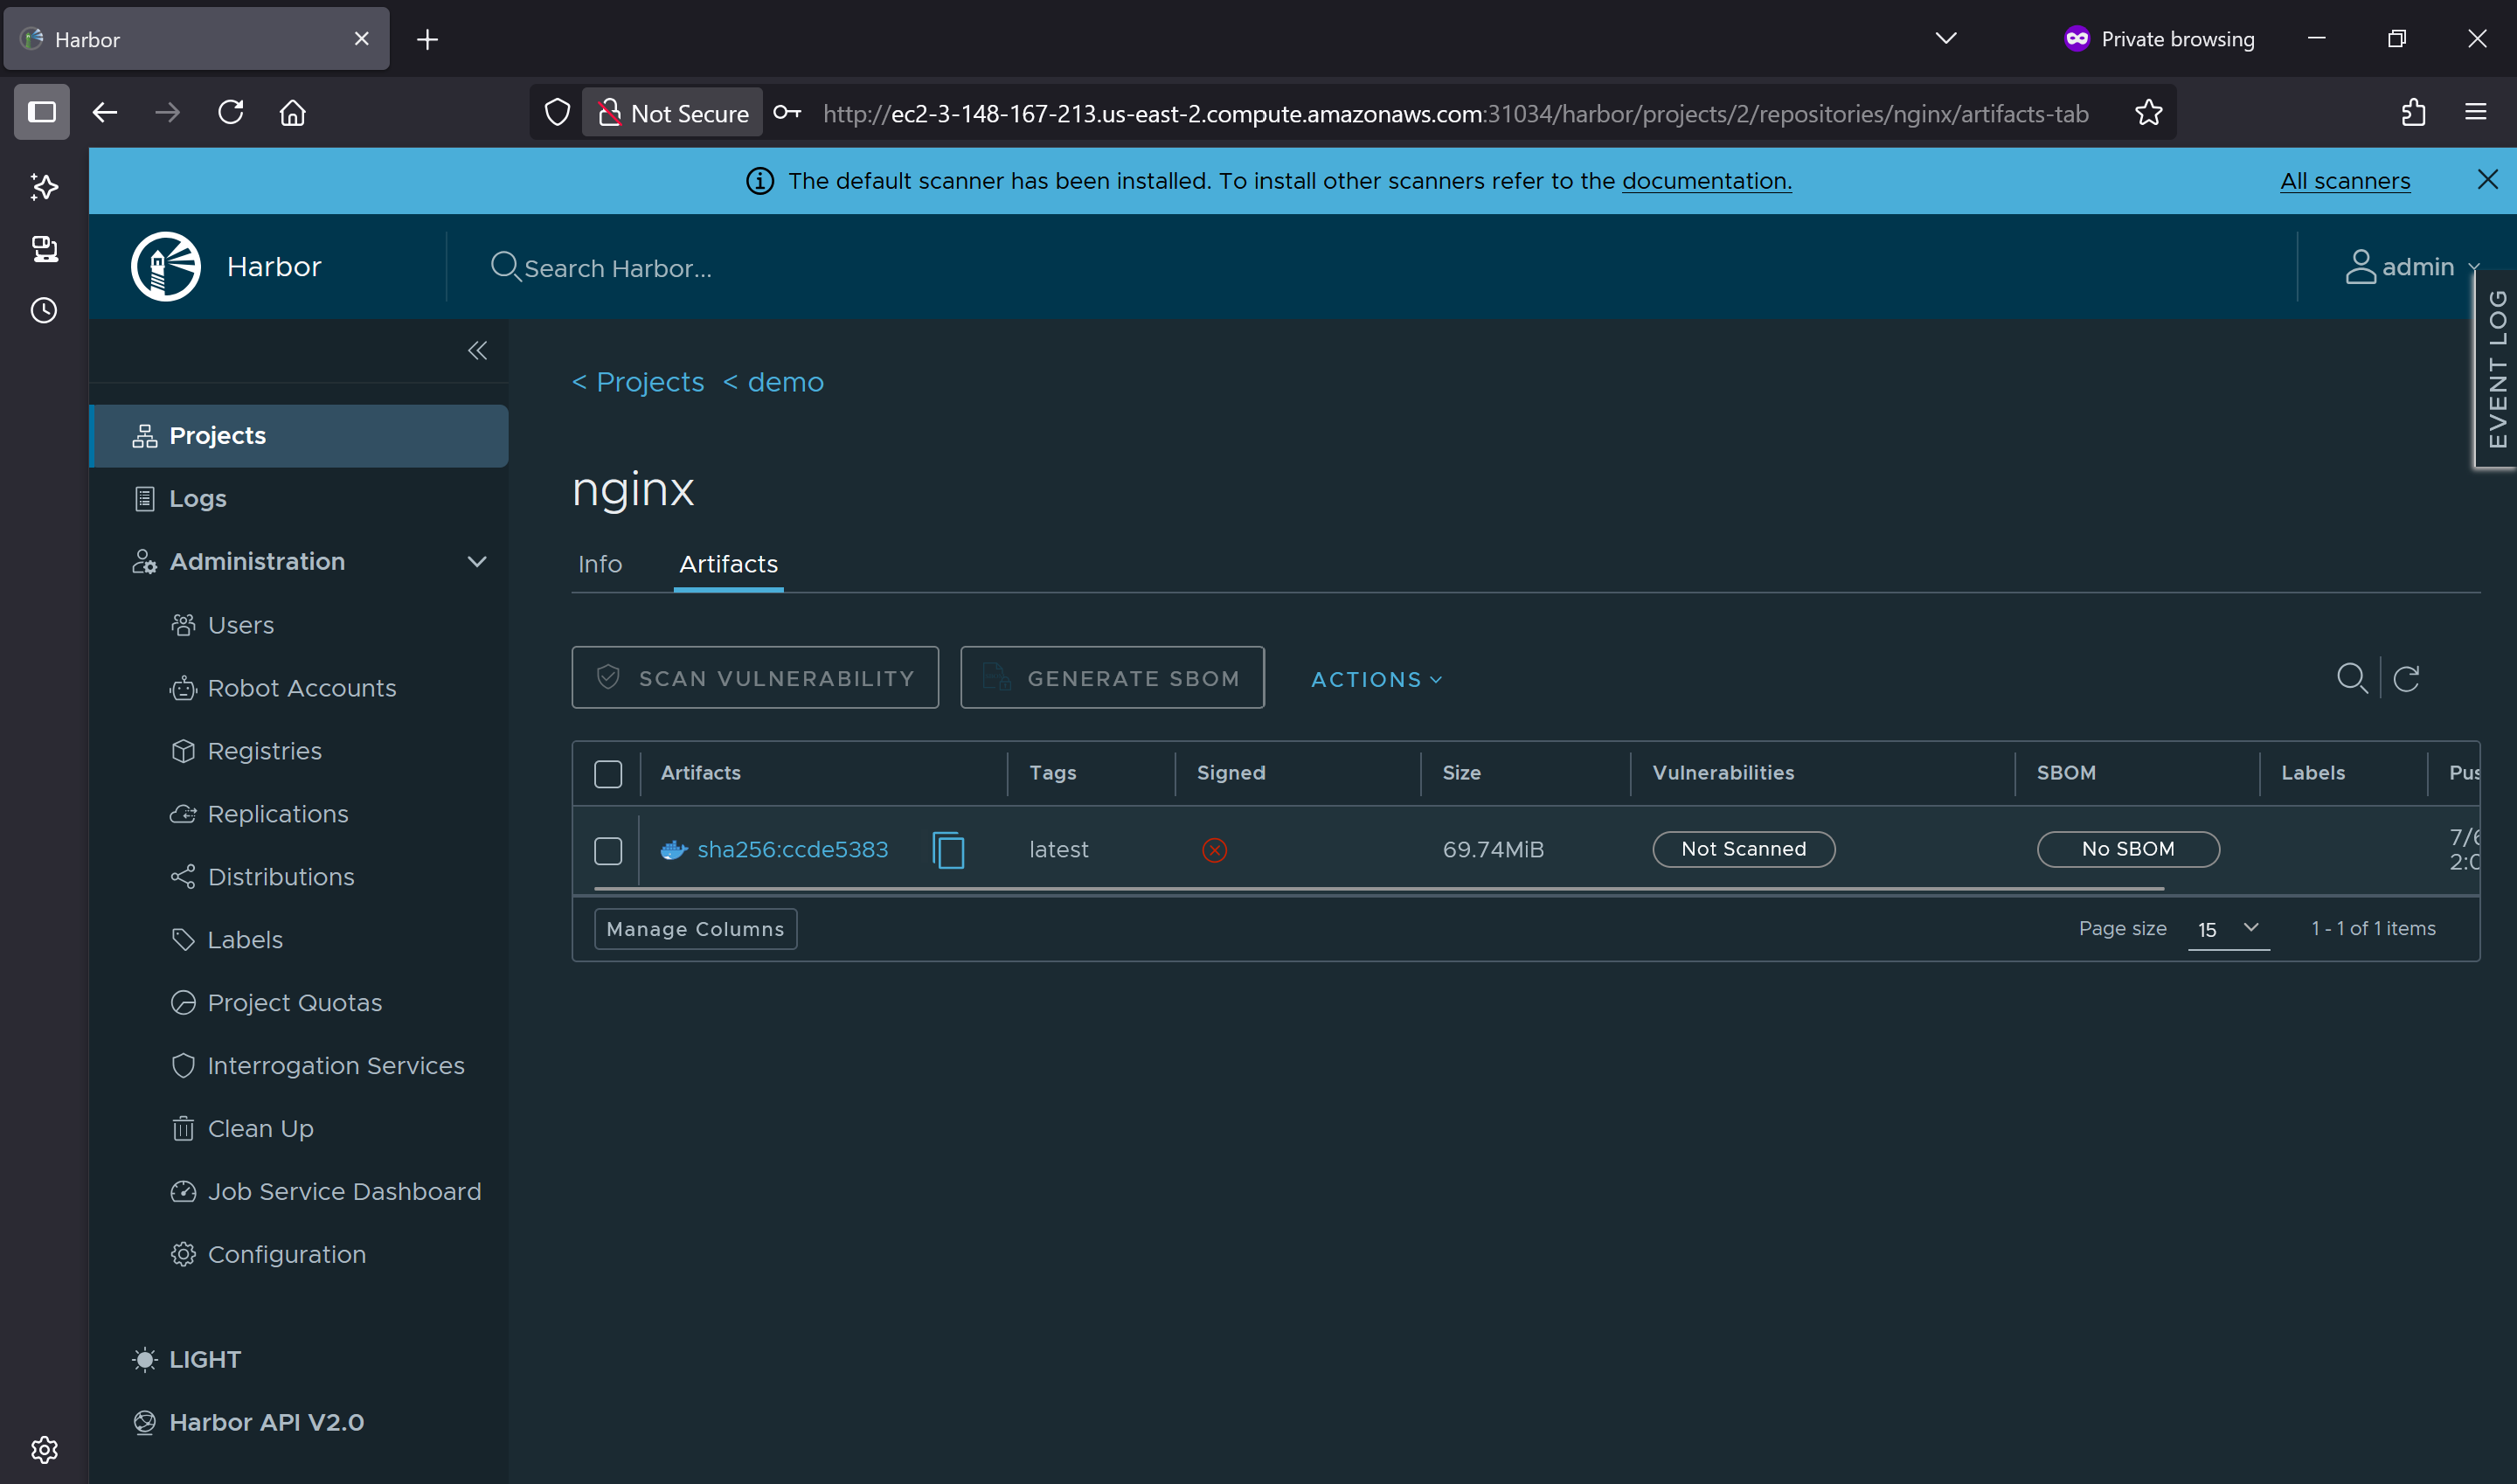 Harbor
Private browsing
Not Secure
http://ec2-3-148-167-213.us-east-2.compute.amazonaws.com:31034/harbor/projects/2/repositories/nginx/artifacts-tab
The default scanner has been installed. To install other scanners refer to the documentation.
All scanners
Harbor
Search Harbor...
admin
EVENT LOG
Projects
Logs
Administration
Users
Robot Accounts
Registries
Replications
Distributions
Labels
Project Quotas
Interrogation Services
Clean Up
Job Service Dashboard
Configuration
LIGHT
Harbor API V2.0
< Projects < demo
nginx
Info Artifacts
SCAN VULNERABILITY GENERATE SBOM ACTIONS
Artifacts Tags Signed Size Vulnerabilities SBOM Labels
sha256:ccde5383 latest 69.74MiB Not Scanned No SBOM
Manage Columns
Page size 15 1 - 1 of 1 items